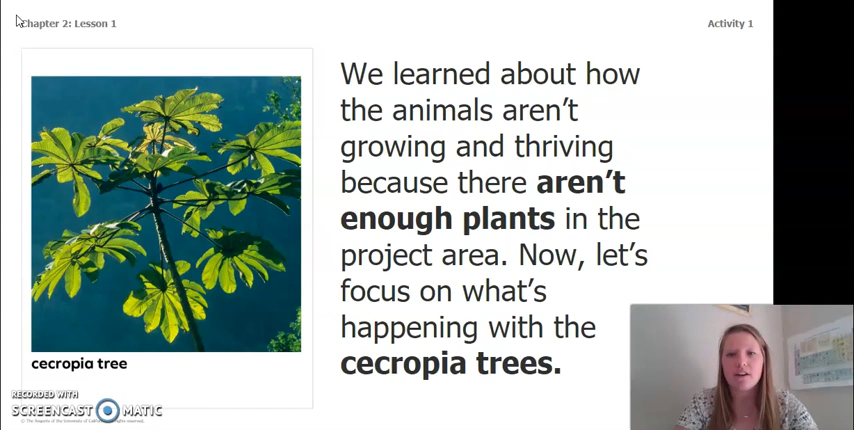 Chapter 2: Lesson 1
Activity 1
We learned about how
the animals aren’t
growing and thriving
because there aren’t
enough plants in the
project area. Now, let’s
focus on what’s
happening with the
cecropia trees.
cecropia tree
RECORDED WITH
SCREENCAST MATIC